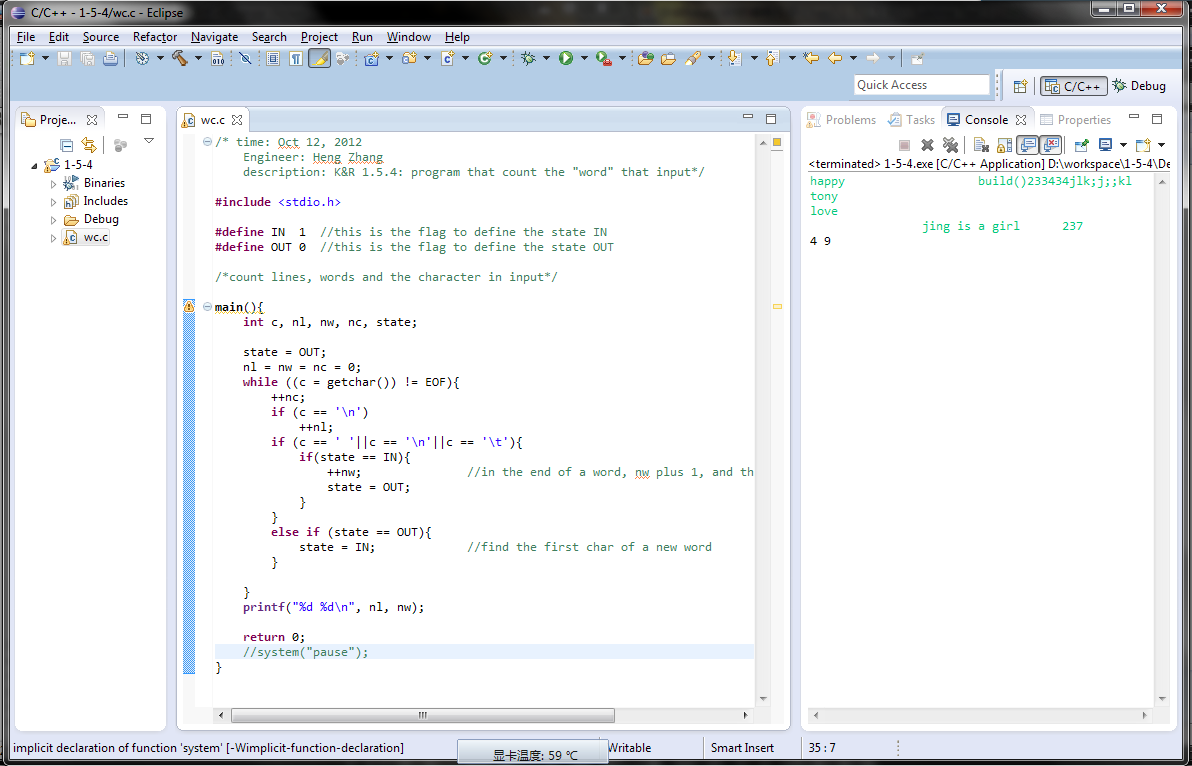 C/C++ - 1-5-4/wc.c - Eclipse
File Edit Source Refactor Navigate Search Project Run Window Help
Quick Access
C/C++
Debug
Proje...
1-5-4
Binaries
Includes
Debug
wc.c
wc.c
/* time: Oct 12, 2012
Engineer: Heng Zhang
description: K&R 1.5.4: program that count the "word" that input*/
#include <stdio.h>
#define IN  1  //this is the flag to define the state IN
#define OUT 0  //this is the flag to define the state OUT
/*count lines, words and the character in input*/
main(){
int c, nl, nw, nc, state;
state = OUT;
nl = nw = nc = 0;
while ((c = getchar()) != EOF){
++nc;
if (c == '\n')
++nl;
if (c == ' '||c == '\n'||c == '\t'){
if(state == IN){
++nw;               //in the end of a word, nw plus 1, and th
state = OUT;
}
}
else if (state == OUT){
state = IN;             //find the first char of a new word
}
}
printf("%d %d\n", nl, nw);
return 0;
//system("pause");
}
Problems Tasks Console Properties
<terminated> 1-5-4.exe [C/C++ Application] D:\workspace\1-5-4\De
happy                   build()233434jlk;j;;kl
tony
love
jing is a girl      237
4 9
implicit declaration of function 'system' [-Wimplicit-function-declaration]
显卡温度: 59 ℃
Writable
Smart Insert
35 : 7